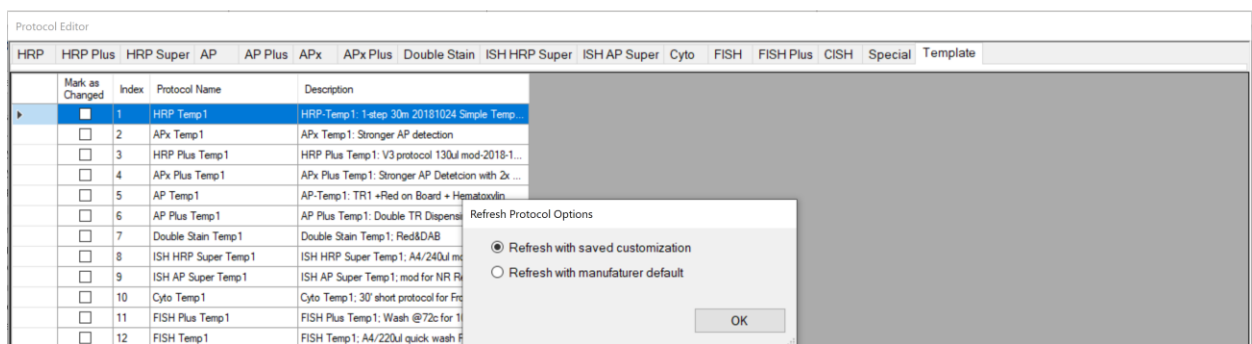 Protocol Editor
HRP HRP Plus HRP Super AP AP Plus APx APx Plus Double Stain ISH HRP Super ISH AP Super Cyto FISH FISH Plus CISH Special Template
Mark as Changed Index Protocol Name Description
1 HRP Temp1 HRP-Temp1: 1-step 30m 20181024 Simple Temp...
2 APx Temp1 APx Temp1: Stronger AP detection
3 HRP Plus Temp1 HRP Plus Temp1: V3 protocol 130ul mod-2018-1...
4 APx Plus Temp1 APx Plus Temp1: Stronger AP Detetcion with 2x ...
5 AP Temp1 AP-Temp1: TR1 +Red on Board + Hematoxylin
6 AP Plus Temp1 AP Plus Temp1: Double TR Dispensi
7 Double Stain Temp1 Double Stain Temp1; Red&DAB
8 ISH HRP Super Temp1 ISH HRP Super Temp1; A4/240ul
9 ISH AP Super Temp1 ISH AP Super Temp1; mod for NR
10 Cyto Temp1 Cyto Temp1; 30' short protocol for
11 FISH Plus Temp1 FISH Plus Temp1; Wash @72c for
12 FISH Temp1 FISH Temp1; A4/220ul quick wash
Refresh Protocol Options
Refresh with saved customization
Refresh with manufaturer default
OK